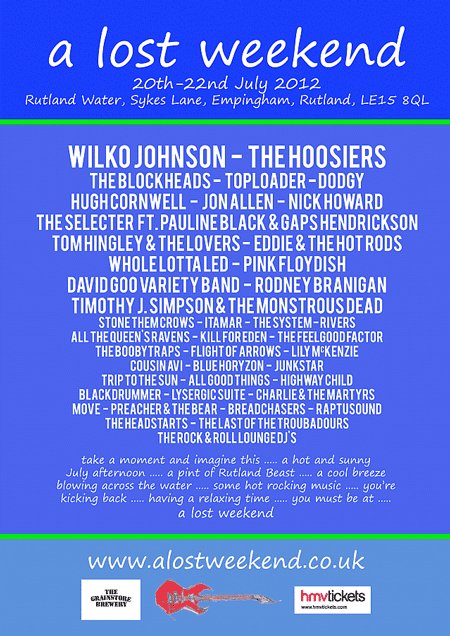 a lost weekend
20th-22nd July 2012
Rutland Water, Sykes Lane, Empingham, Rutland, LE15 8QL
WILKO JOHNSON - THE HOOSIERS
THE BLOCKHEADS - TOPLOADER - DODGY
HUGH CORNWELL - JON ALLEN - NICK HOWARD
THE SELECTER FT. PAULINE BLACK & GAPS HENDRICKSON
TOM HINGLEY & THE LOVERS - EDDIE & THE HOT RODS
WHOLE LOTTA LED - PINK FLOYDISH
DAVID GOO VARIETY BAND - RODNEY BRANIGAN
TIMOTHY J. SIMPSON & THE MONSTROUS DEAD
STONE THEM CROWS - ITAMAR - THE SYSTEM - RIVERS
ALL THE QUEEN'S RAVENS - KILL FOR EDEN - THE FEELGOOD FACTOR
THE BOOBYTRAPS - FLIGHT OF ARROWS - LILY McKENZIE
COUSIN AVI - BLUE HORYZON - JUNKSTAR
TRIP TO THE SUN - ALL GOOD THINGS - HIGHWAY CHILD
BLACKDRUMMER - LYSERGIC SUITE - CHARLIE & THE MARTYRS
MOVE - PREACHER & THE BEAR - BREADCHASERS - RAPTUSOUND
THE HEADSTARTS - THE LAST OF THE TROUBADOURS
THE ROCK & ROLL LOUNGE DJ'S
take a moment and imagine this ..... a hot and sunny
July afternoon ..... a pint of Rutland Beast ..... a cool breeze
blowing across the water ..... some hot rocking music ..... you're
kicking back ..... having a relaxing time ..... you must be at .....
a lost weekend
www.alostweekend.co.uk
THE
GRAINSTORE
BREWERY
hmvtickets
www.hmvtickets.com